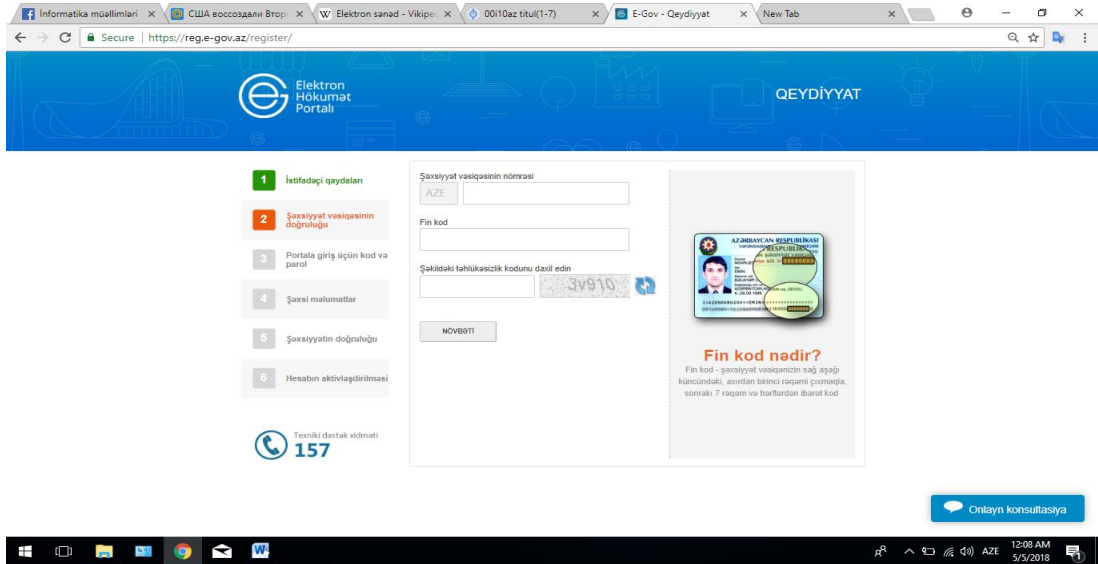 İnformatika müəllimləri
США воссоздали Втор
Elektron sənəd - Vikipe
00i10az titul(1-7)
E-Gov - Qeydiyyat
New Tab
Secure | https://reg.e-gov.az/register/
Elektron
Hökumət
Portalı
QEYDİYYAT
1 İstifadəçi qaydaları
2 Şəxsiyyət vəsiqəsinin
doğruluğu
3 Portala giriş üçün kod və
parol
4 Şəxsi məlumatlar
5 Şəxsiyyətin doğruluğu
6 Hesabın aktivləşdirilməsi
Texniki dəstək xidməti
157
Şəxsiyyət vəsiqəsinin nömrəsi
AZE
Fin kod
Şəkildəki təhlükəsizlik kodunu daxil edin
3v910
NÖVBƏTİ
AZƏRBAYCAN RESPUBLİKASI
Fin kod nədir?
Fin kod - şəxsiyyət vəsiqənizin sağ aşağı
küncündəki, axırdan birinci rəqəmi çıxmaqla,
sonrakı 7 rəqəm və hərflərdən ibarət kod
Onlayn konsultasiya
AZE
12:08 AM
5/5/2018